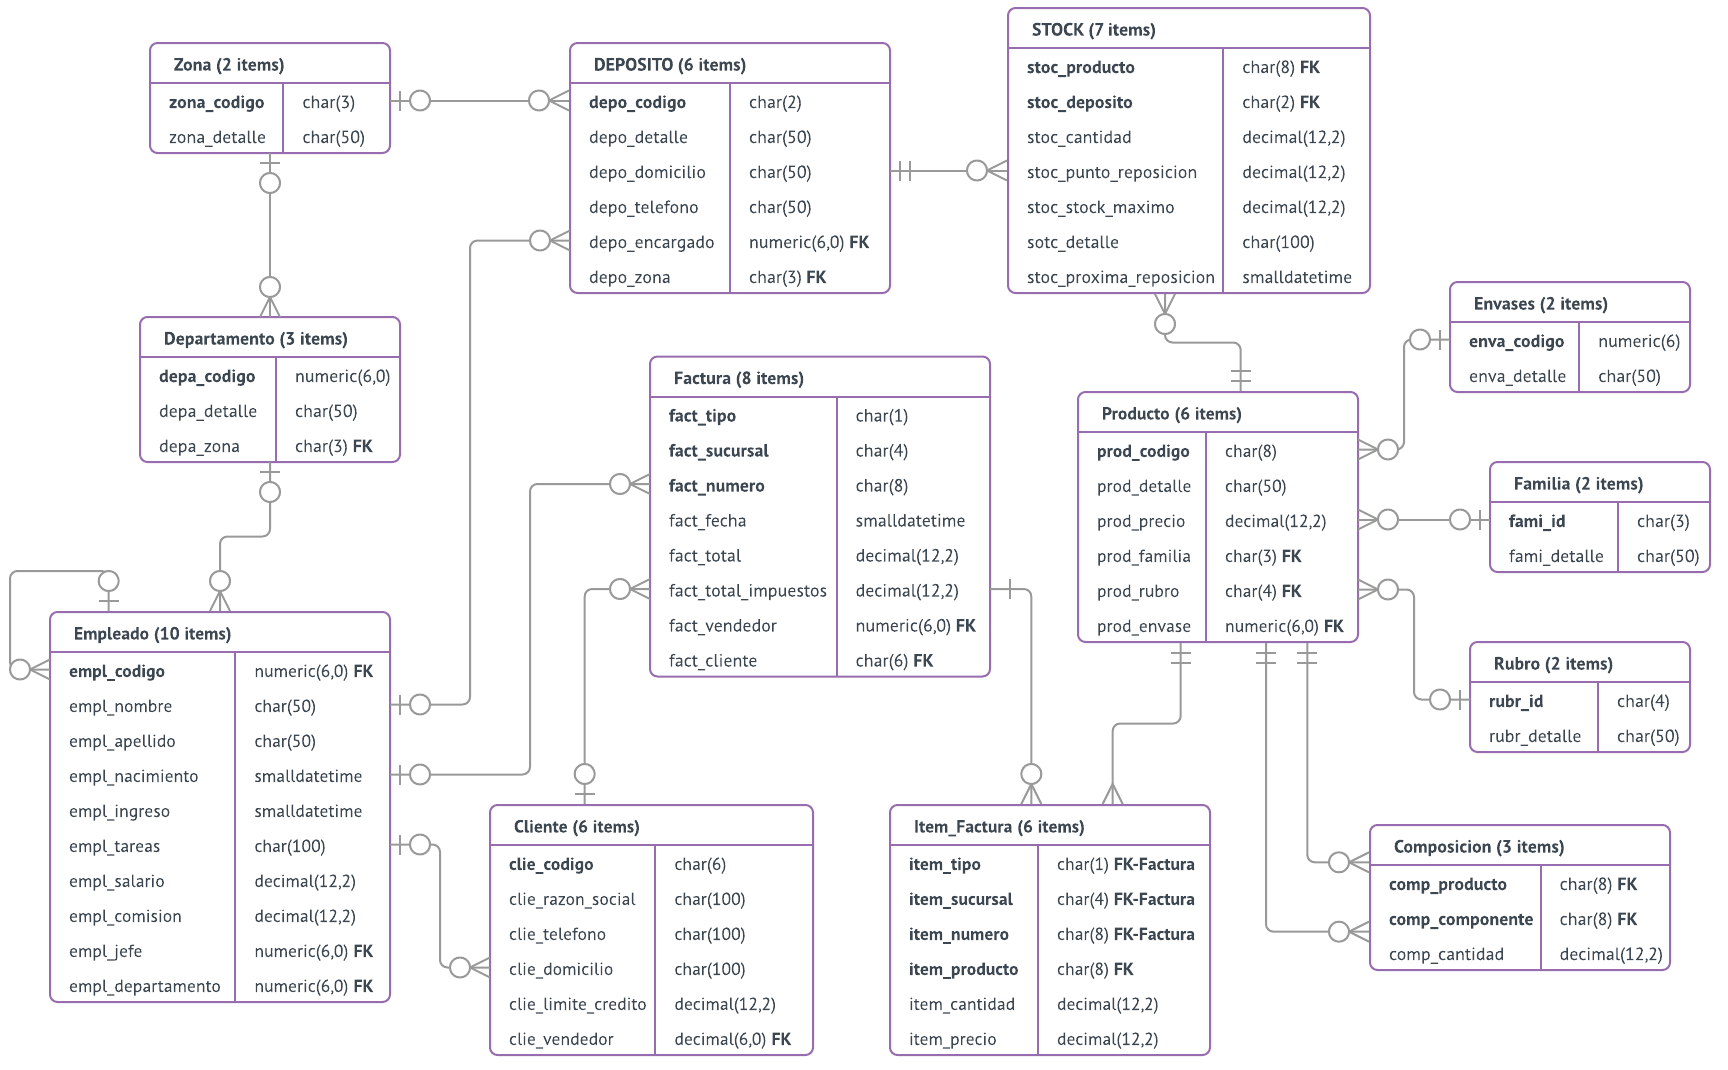 Zona (2 items)
zona_codigo char(3)
zona_detalle char(50)
DEPOSITO (6 items)
depo_codigo char(2)
depo_detalle char(50)
depo_domicilio char(50)
depo_telefono char(50)
depo_encargado numeric(6,0) FK
depo_zona char(3) FK
STOCK (7 items)
stoc_producto char(8) FK
stoc_deposito char(2) FK
stoc_cantidad decimal(12,2)
stoc_punto_reposicion decimal(12,2)
stoc_stock_maximo decimal(12,2)
sotc_detalle char(100)
stoc_proxima_reposicion smalldatetime
Envases (2 items)
enva_codigo numeric(6)
enva_detalle char(50)
Departamento (3 items)
depa_codigo numeric(6,0)
depa_detalle char(50)
depa_zona char(3) FK
Factura (8 items)
fact_tipo char(1)
fact_sucursal char(4)
fact_numero char(8)
fact_fecha smalldatetime
fact_total decimal(12,2)
fact_total_impuestos decimal(12,2)
fact_vendedor numeric(6,0) FK
fact_cliente char(6) FK
Producto (6 items)
prod_codigo char(8)
prod_detalle char(50)
prod_precio decimal(12,2)
prod_familia char(3) FK
prod_rubro char(4) FK
prod_envase numeric(6,0) FK
Familia (2 items)
fami_id char(3)
fami_detalle char(50)
Rubro (2 items)
rubr_id char(4)
rubr_detalle char(50)
Empleado (10 items)
empl_codigo numeric(6,0) FK
empl_nombre char(50)
empl_apellido char(50)
empl_nacimiento smalldatetime
empl_ingreso smalldatetime
empl_tareas char(100)
empl_salario decimal(12,2)
empl_comision decimal(12,2)
empl_jefe numeric(6,0) FK
empl_departamento numeric(6,0) FK
Cliente (6 items)
clie_codigo char(6)
clie_razon_social char(100)
clie_telefono char(100)
clie_domicilio char(100)
clie_limite_credito decimal(12,2)
clie_vendedor decimal(6,0) FK
Item_Factura (6 items)
item_tipo char(1) FK-Factura
item_sucursal char(4) FK-Factura
item_numero char(8) FK-Factura
item_producto char(8) FK
item_cantidad decimal(12,2)
item_precio decimal(12,2)
Composicion (3 items)
comp_producto char(8) FK
comp_componente char(8) FK
comp_cantidad decimal(12,2)